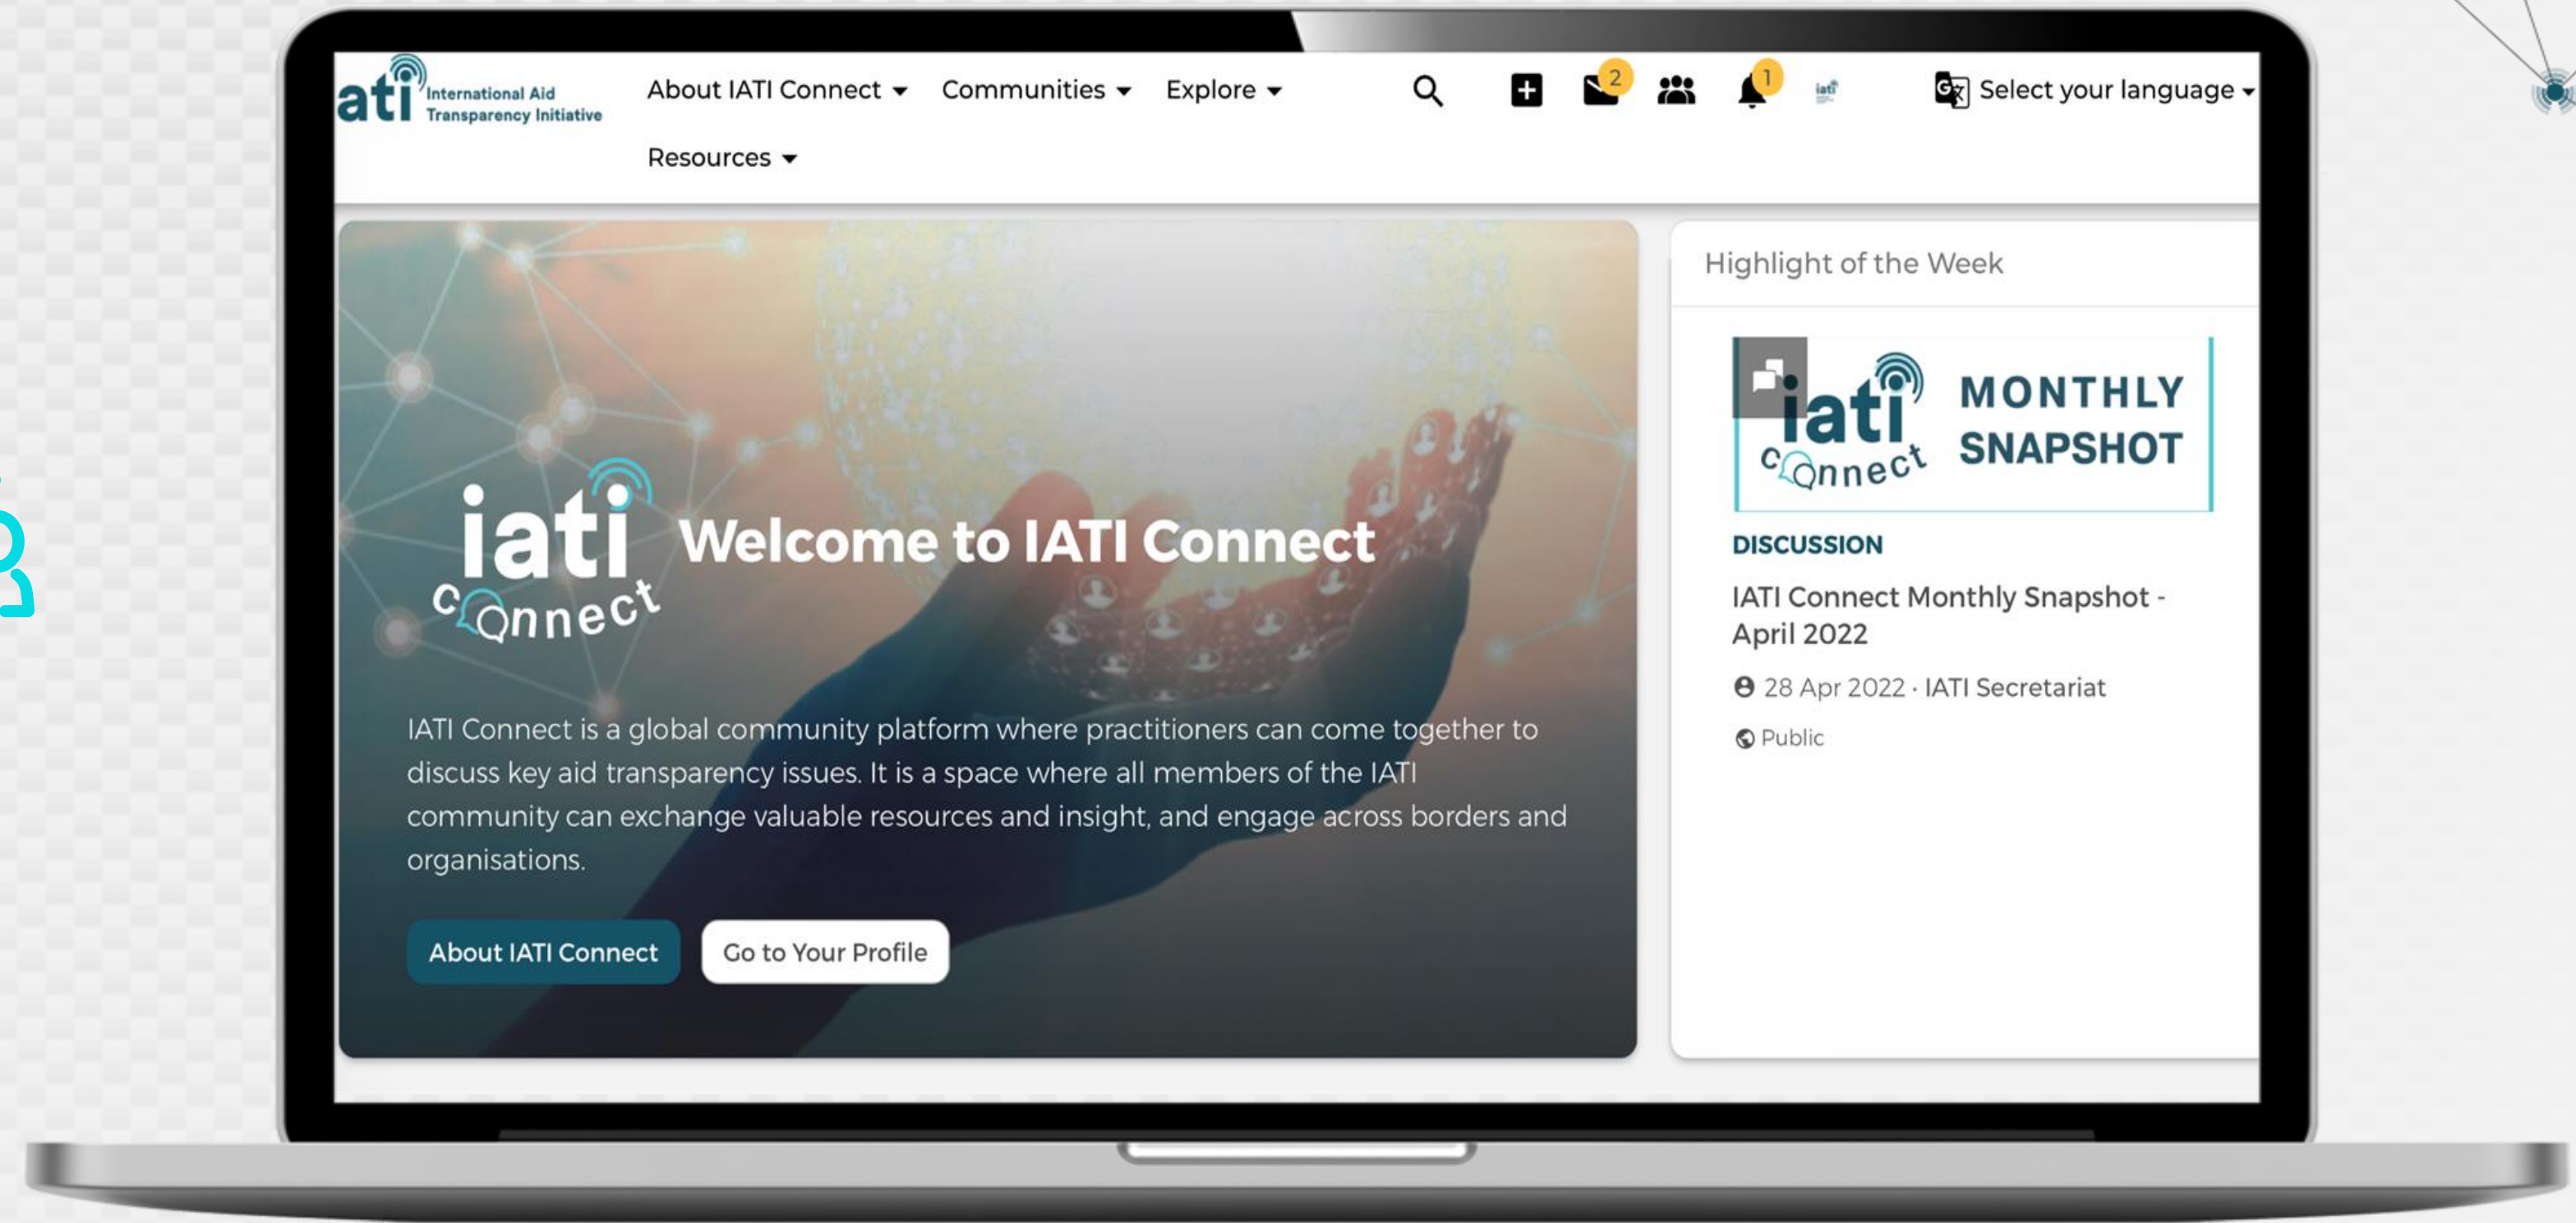 ati International Aid
Transparency Initiative
About IATI Connect
Communities
Explore
2
1
iati
Select your language
Resources
Highlight of the Week
iati
connect
MONTHLY
SNAPSHOT
DISCUSSION
IATI Connect Monthly Snapshot -
April 2022
28 Apr 2022 · IATI Secretariat
Public
iati
connect
Welcome to IATI Connect
IATI Connect is a global community platform where practitioners can come together to
discuss key aid transparency issues. It is a space where all members of the IATI
community can exchange valuable resources and insight, and engage across borders and
organisations.
About IATI Connect
Go to Your Profile